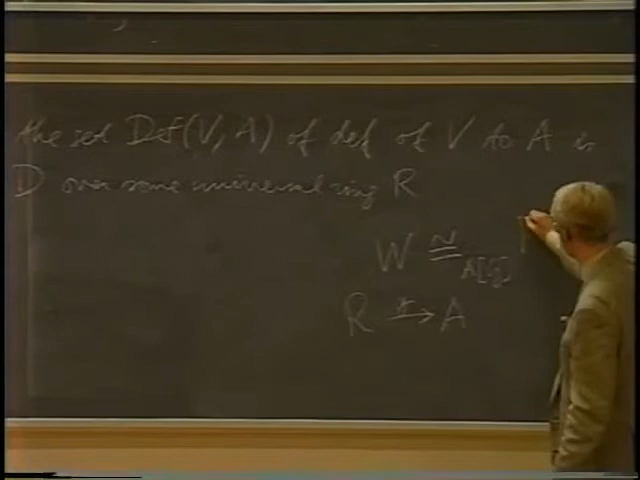 the set Def(V, A) of def of V to A is
D over some universal ring R
W ≅_{A[G]}
R → A